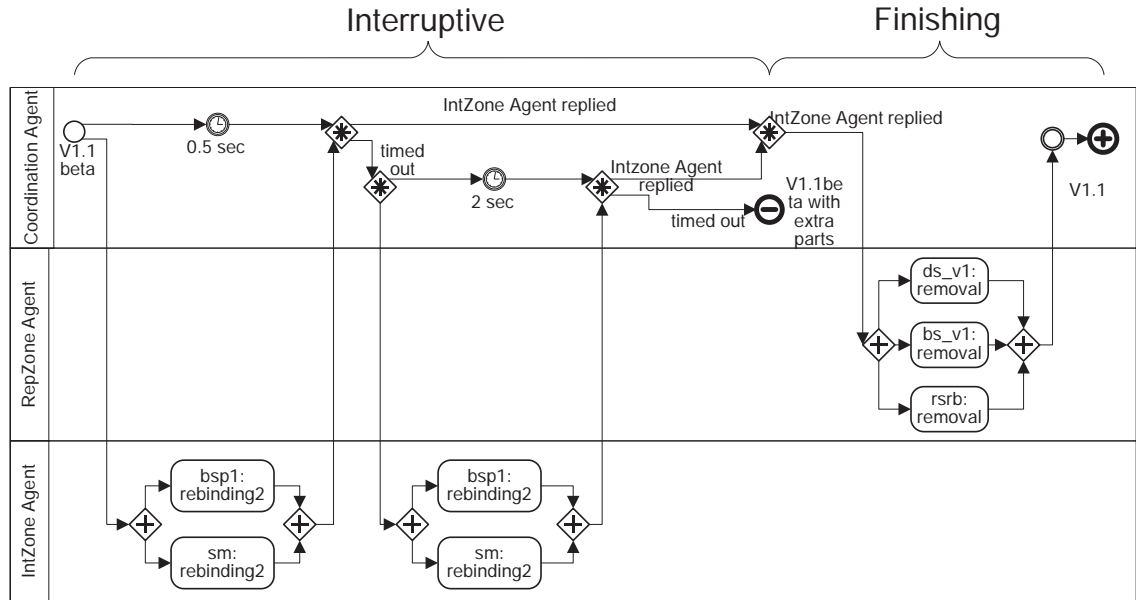 Interruptive
Finishing
Coordination Agent
V1.1
beta
0.5 sec
IntZone Agent replied
timed
out
2 sec
Intzone Agent
replied
timed out
IntZone Agent replied
V1.1be
ta with
extra
parts
V1.1
RepZone Agent
ds_v1:
removal
bs_v1:
removal
rsrb:
removal
IntZone Agent
bsp1:
rebinding2
sm:
rebinding2
bsp1:
rebinding2
sm:
rebinding2